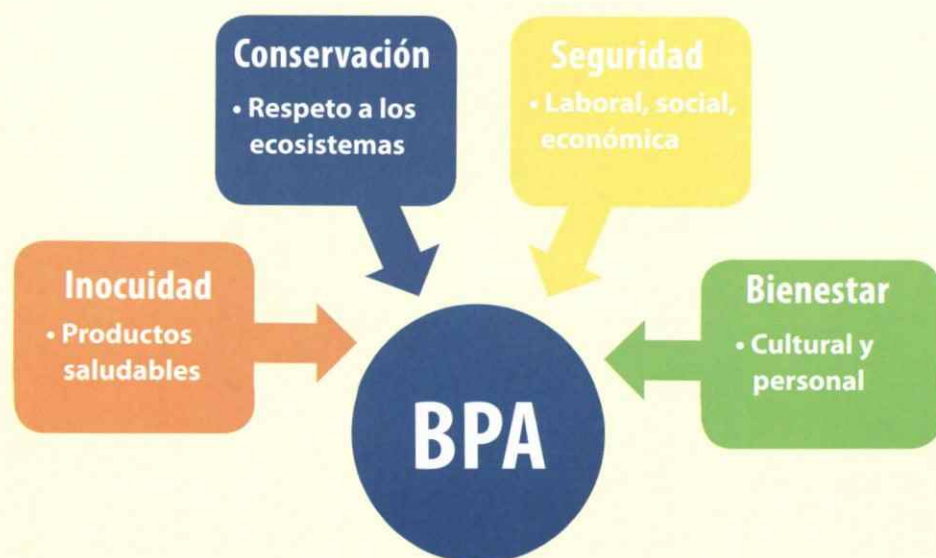 Conservación
• Respeto a los
ecosistemas
Seguridad
• Laboral, social,
económica
Inocuidad
• Productos
saludables
Bienestar
• Cultural y
personal
BPA